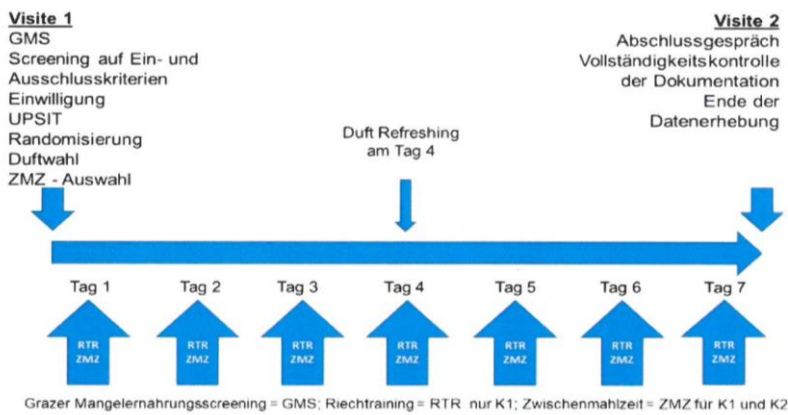 Visite 1
GMS
Screening auf Ein- und
Ausschlusskriterien
Einwilligung
UPSIT
Randomisierung
Duftwahl
ZMZ - Auswahl
Duft Refreshing
am Tag 4
Visite 2
Abschlussgespräch
Vollständigkeitskontrolle
der Dokumentation
Ende der
Datenerhebung
Tag 1 Tag 2 Tag 3 Tag 4 Tag 5 Tag 6 Tag 7
RTR RTR RTR RTR RTR RTR RTR
ZMZ ZMZ ZMZ ZMZ ZMZ ZMZ ZMZ
Grazer Mangelernahrungsscreening = GMS; Riechtraining = RTR nur K1; Zwischenmahlzeit = ZMZ für K1 und K2